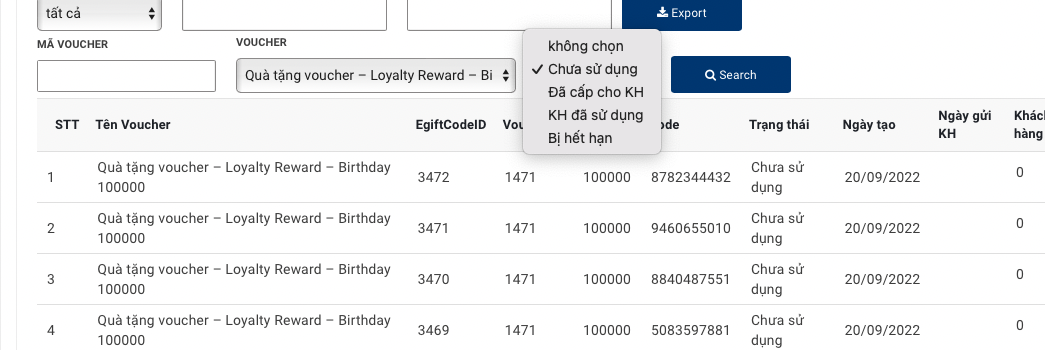 tất cả
Export
MÃ VOUCHER
VOUCHER
Quà tặng voucher – Loyalty Reward – Bi
không chọn
✓ Chưa sử dụng
Đã cấp cho KH
KH đã sử dụng
Bị hết hạn
Search
STT Tên Voucher EgiftCodeID Trạng thái Ngày tạo Ngày gửi
KH
hàng
1 Quà tặng voucher – Loyalty Reward – Birthday
100000 3472 1471 100000 8782344432 Chưa sử
dụng 20/09/2022 0
2 Quà tặng voucher – Loyalty Reward – Birthday
100000 3471 1471 100000 9460655010 Chưa sử
dụng 20/09/2022 0
3 Quà tặng voucher – Loyalty Reward – Birthday
100000 3470 1471 100000 8840487551 Chưa sử
dụng 20/09/2022 0
4 Quà tặng voucher – Loyalty Reward – Birthday
100000 3469 1471 100000 5083597881 Chưa sử
dụng 20/09/2022 0